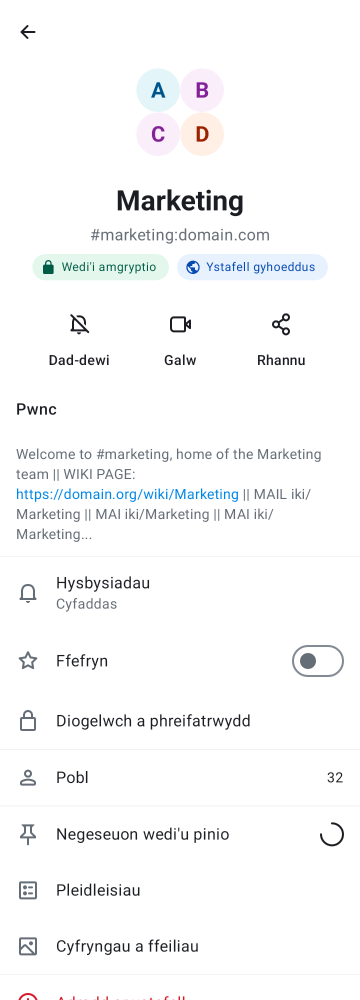 A B
C D
Marketing
#marketing:domain.com
Wedi'i amgryptio Ystafell gyhoeddus
Dad-dewi Galw Rhannu
Pwnc
Welcome to #marketing, home of the Marketing
team || WIKI PAGE:
https://domain.org/wiki/Marketing || MAIL iki/
Marketing || MAI iki/Marketing || MAI iki/
Marketing...
Hysbysiadau
Cyfaddas
Ffefryn
Diogelwch a phreifatrwydd
Pobl 32
Negeseuon wedi'u pinio
Pleidleisiau
Cyfryngau a ffeiliau